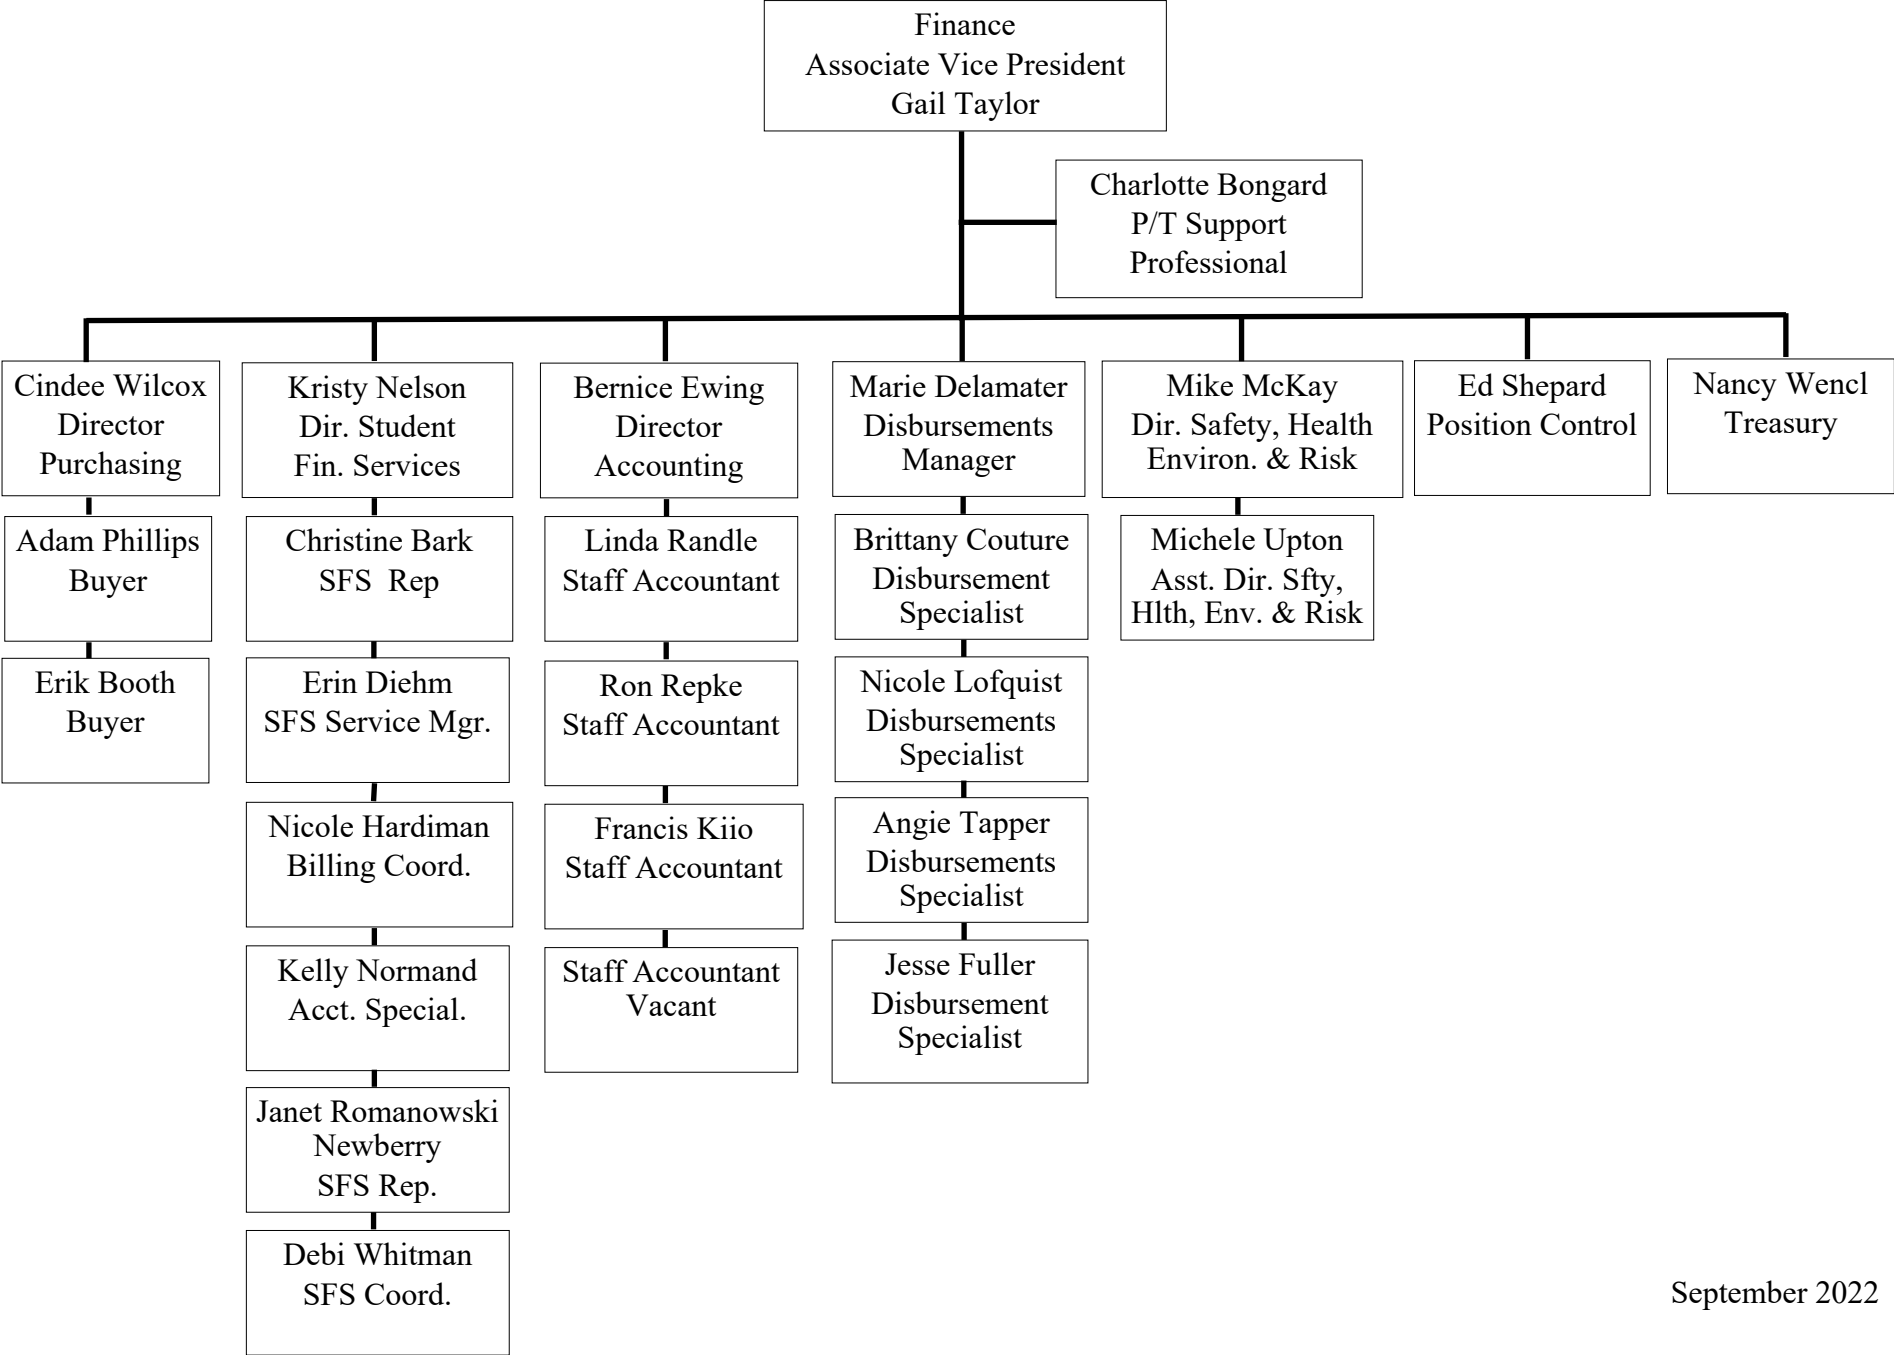 Finance
Associate Vice President
Gail Taylor
Charlotte Bongard
P/T Support
Professional
Cindee Wilcox
Director
Purchasing
Adam Phillips
Buyer
Erik Booth
Buyer
Kristy Nelson
Dir. Student
Fin. Services
Christine Bark
SFS  Rep
Erin Diehm
SFS Service Mgr.
Nicole Hardiman
Billing Coord.
Kelly Normand
Acct. Special.
Janet Romanowski
Newberry
SFS Rep.
Debi Whitman
SFS Coord.
Bernice Ewing
Director
Accounting
Linda Randle
Staff Accountant
Ron Repke
Staff Accountant
Francis Kiio
Staff Accountant
Staff Accountant
Vacant
Marie Delamater
Disbursements
Manager
Brittany Couture
Disbursement
Specialist
Nicole Lofquist
Disbursements
Specialist
Angie Tapper
Disbursements
Specialist
Jesse Fuller
Disbursement
Specialist
Mike McKay
Dir. Safety, Health
Environ. & Risk
Michele Upton
Asst. Dir. Sfty,
Hlth, Env. & Risk
Ed Shepard
Position Control
Nancy Wencl
Treasury
September 2022